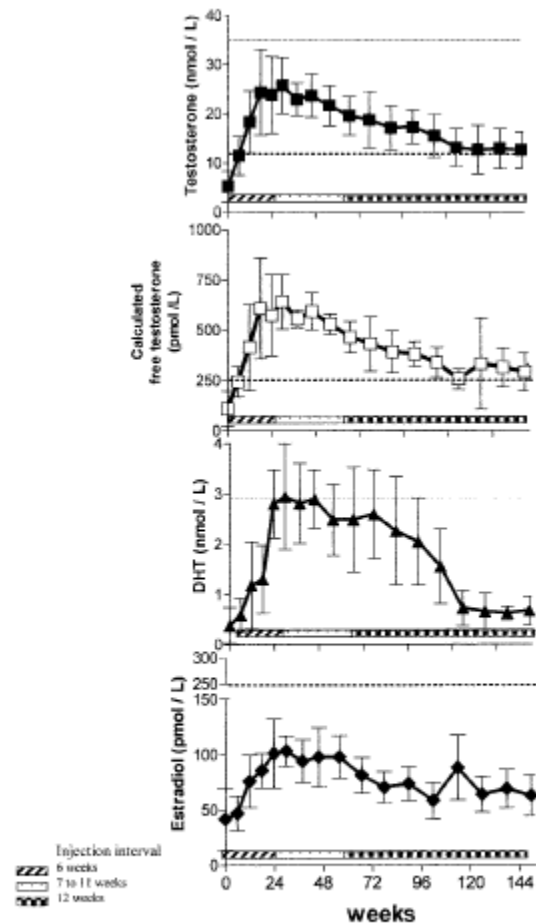 Testosterone (nmol / L)
40
30
20
10
0
Calculated
free testosterone
(pmol /L)
1000
750
500
250
0
DHT (nmol / L)
4
3
2
1
0
Estradiol (pmol / L)
300
250
150
100
50
0
0 24 48 72 96 120 144
weeks
Injection interval
6 weeks
7 to 11 weeks
12 weeks